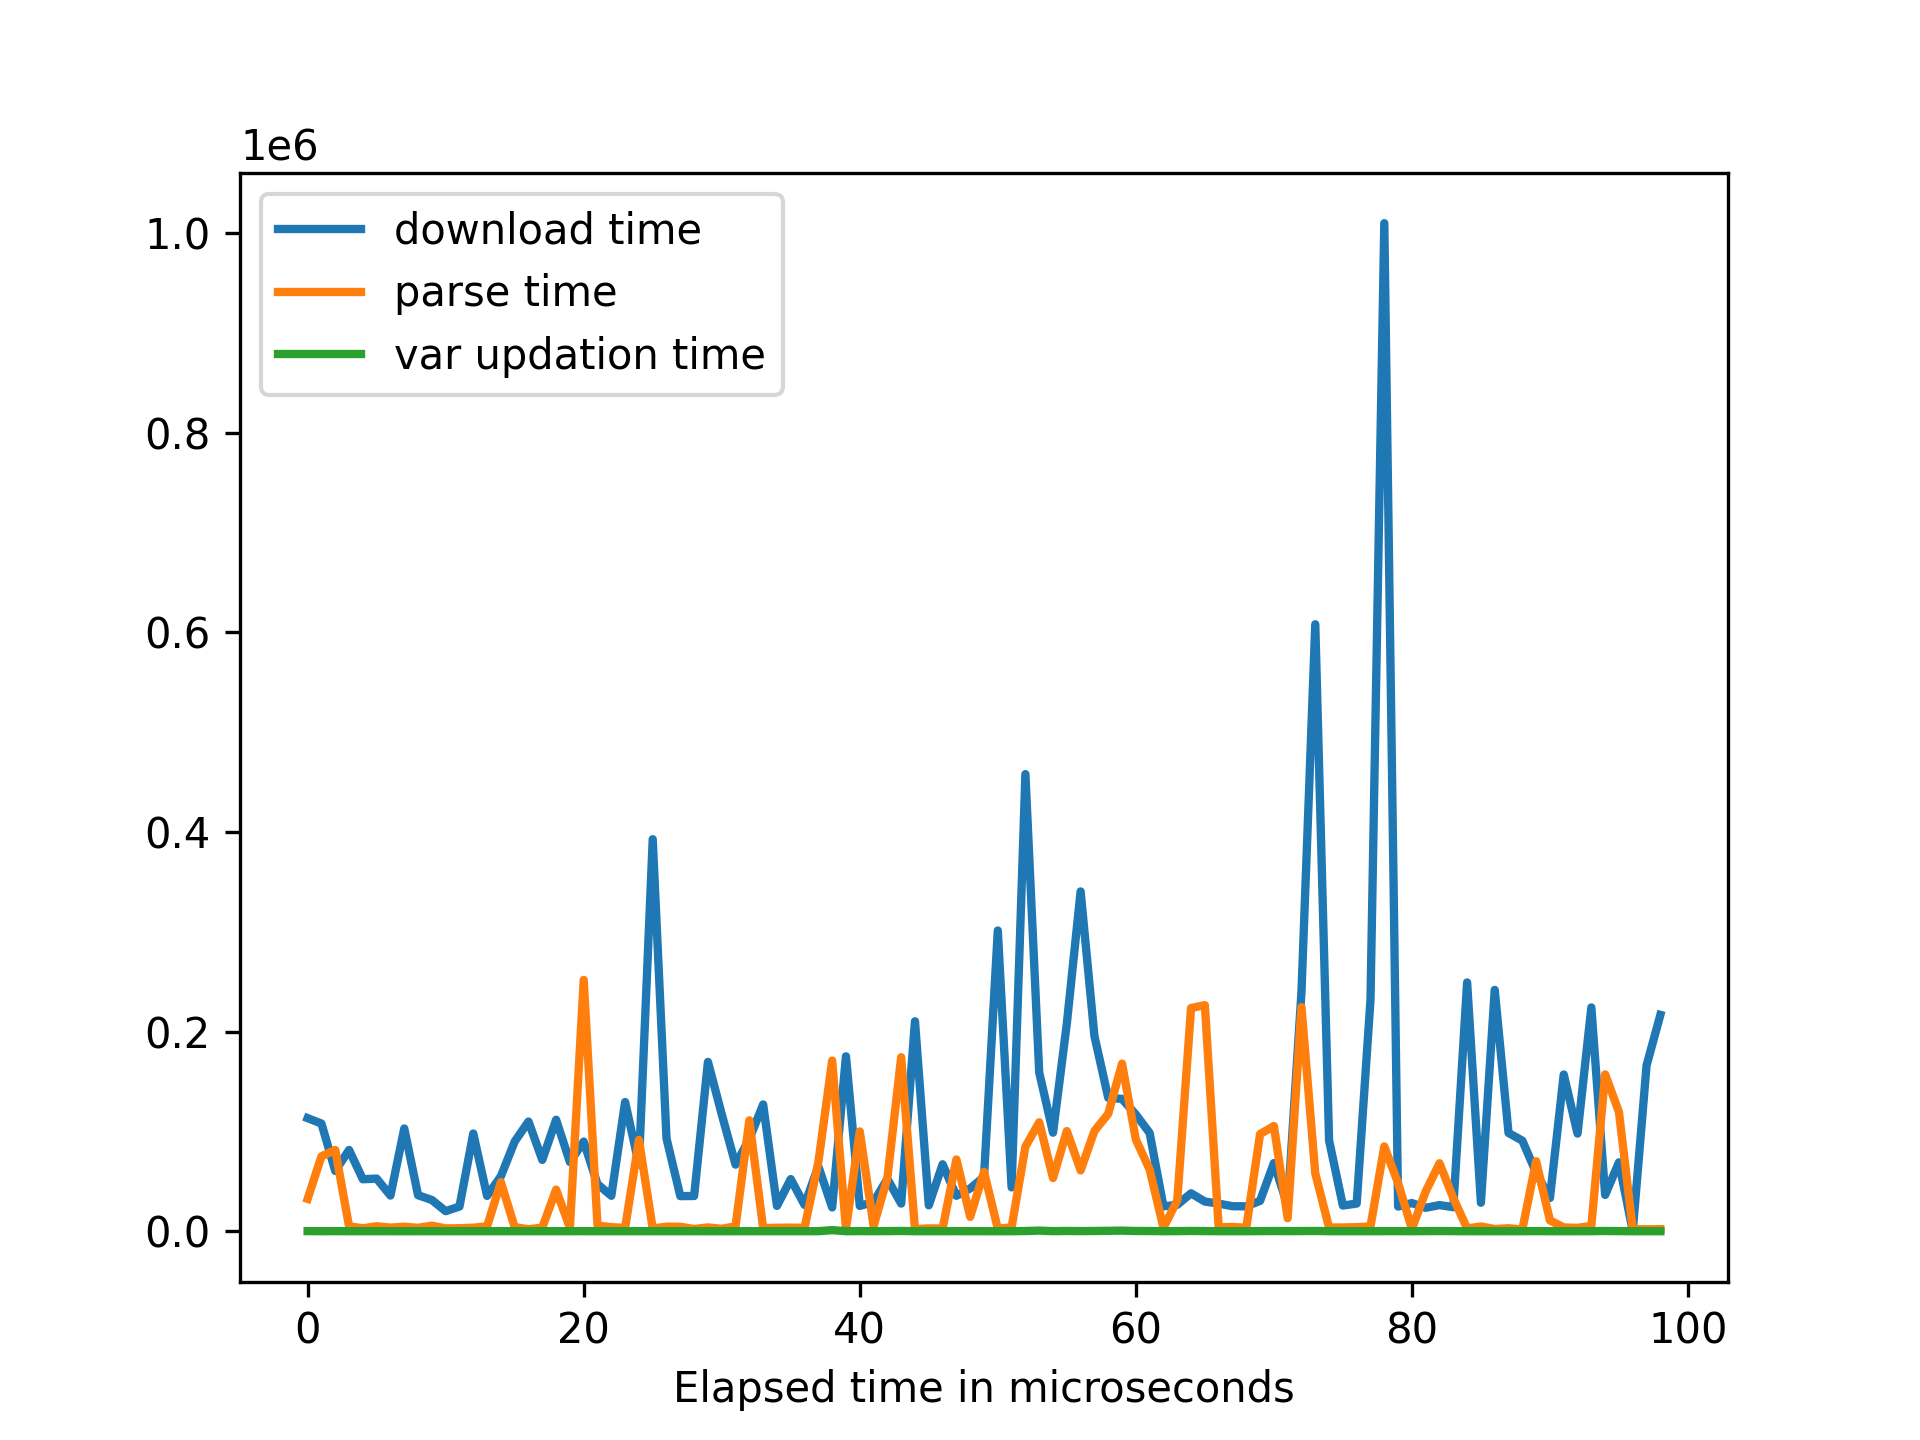 1e6
1.0
0.8
0.6
0.4
0.2
0.0
download time
parse time
var updation time
0 20 40 60 80 100
Elapsed time in microseconds